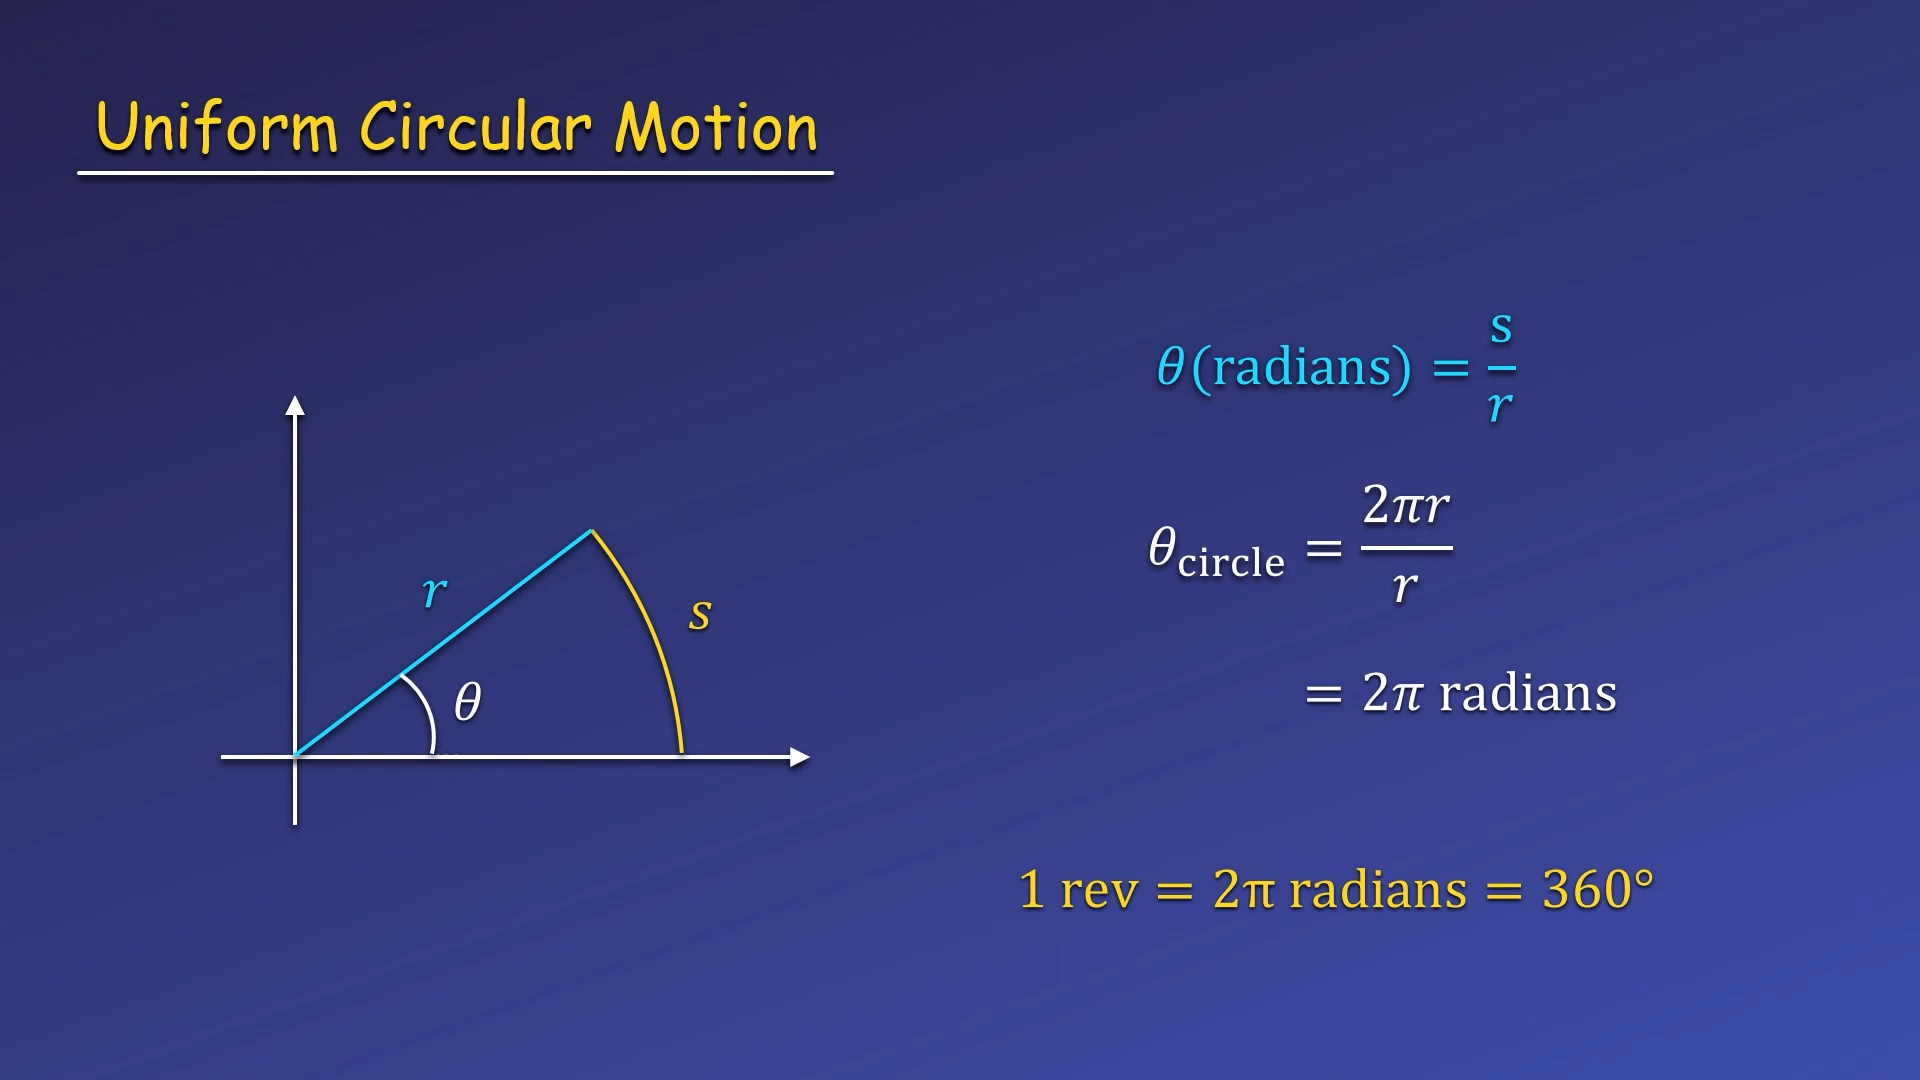 Uniform Circular Motion
r
s
θ
θ(radians) = s/r
θcircle = 2πr/r
= 2π radians
1 rev = 2π radians = 360°